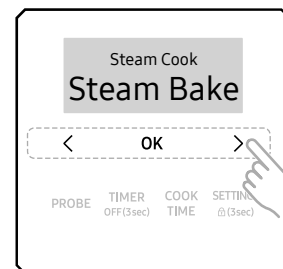 Steam Cook
Steam Bake
< OK >
PROBE TIMER COOK SETTING
OFF(3sec) TIME (3sec)